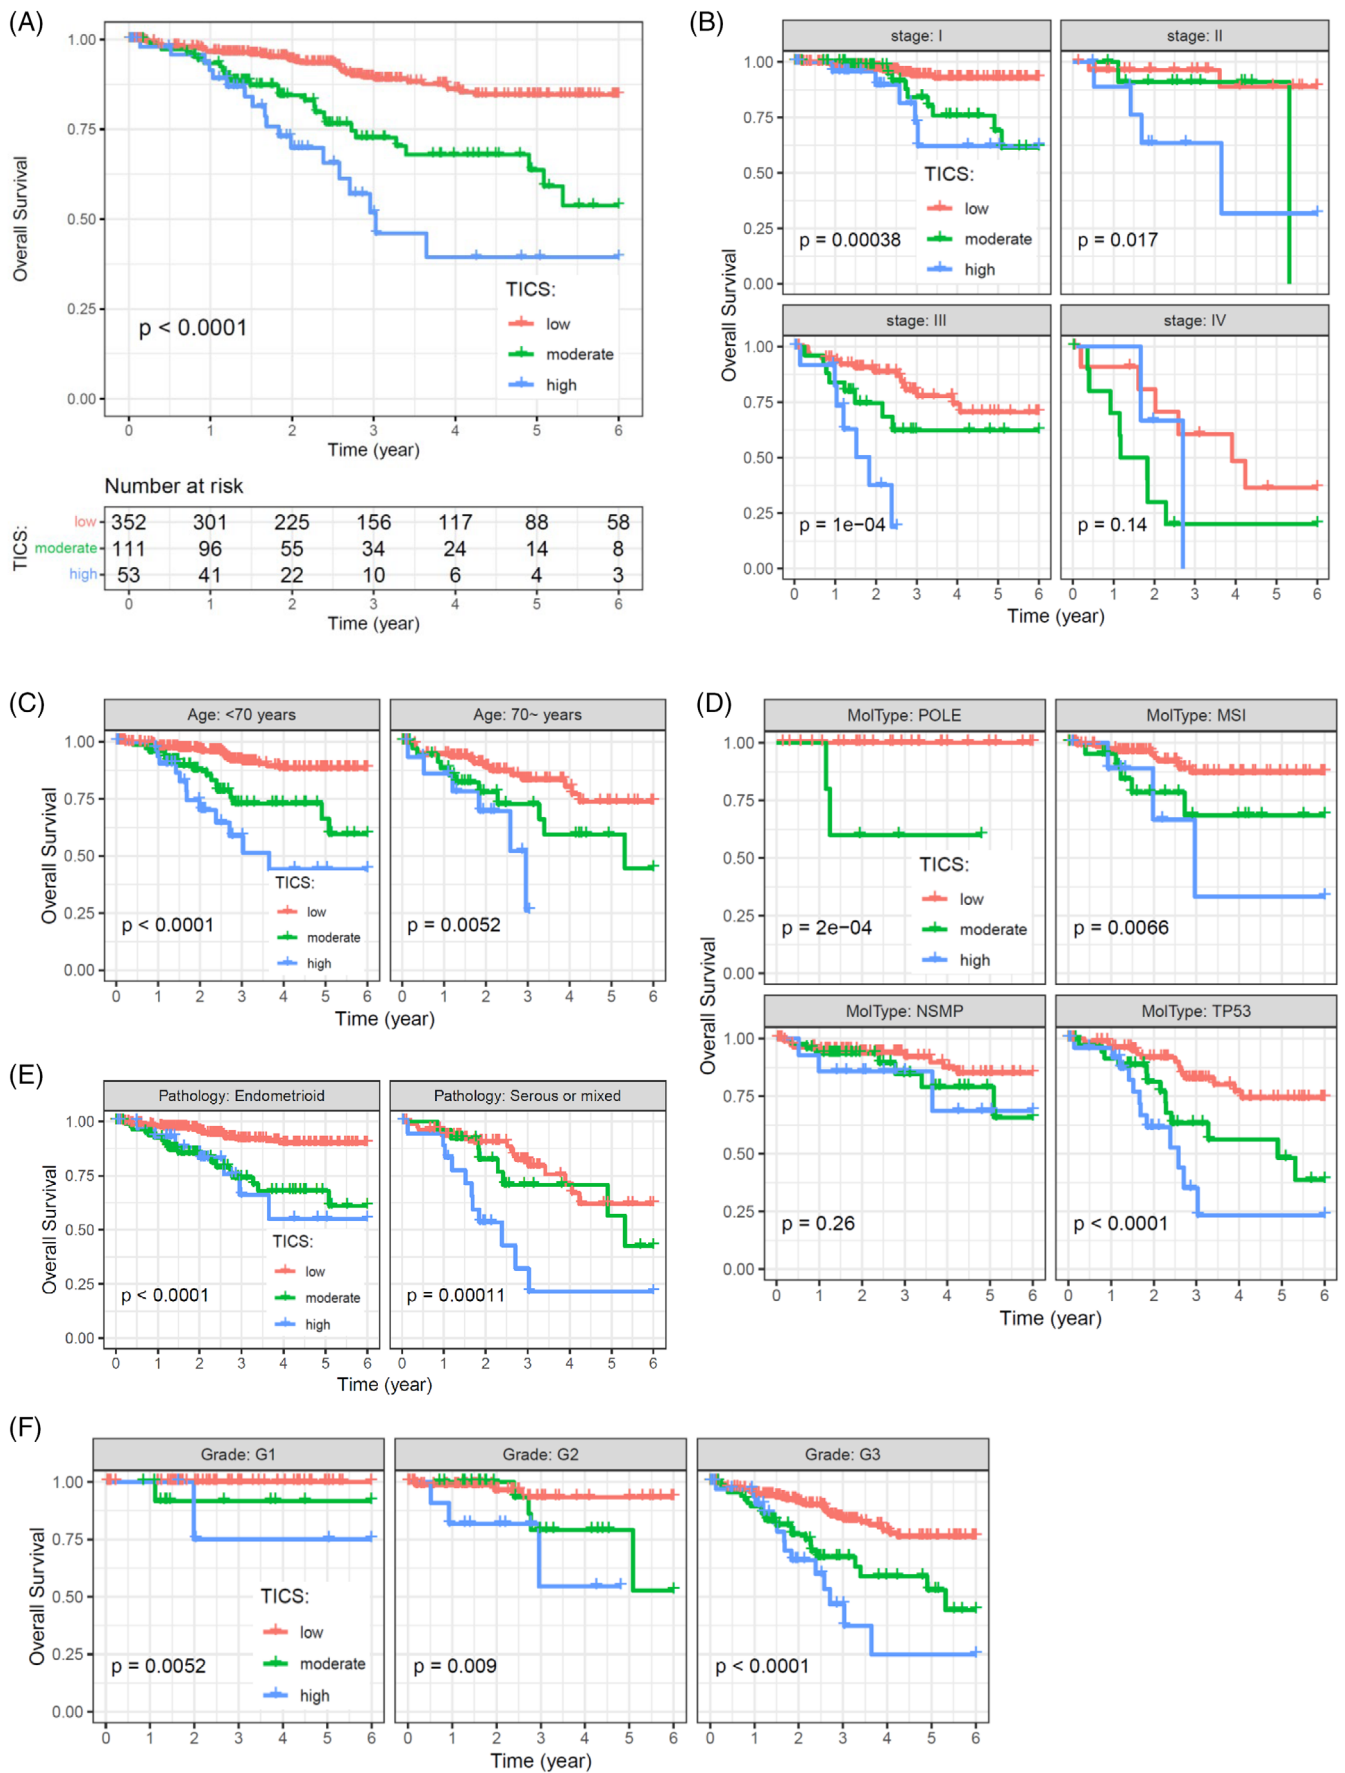 (A)
1.00
0.75
0.50
0.25
0.00
Overall Survival
p < 0.0001
TICS:
low
moderate
high
0 1 2 3 4 5 6
Time (year)
Number at risk
TICS:
low 352 301 225 156 117 88 58
moderate 111 96 55 34 24 14 8
high 53 41 22 10 6 4 3
0 1 2 3 4 5 6
Time (year)
(B)
Overall Survival
stage: I
stage: II
1.00
0.75
0.50
0.25
0.00
TICS:
low
moderate
high
p = 0.00038
p = 0.017
stage: III
stage: IV
1.00
0.75
0.50
0.25
0.00
p = 1e−04
p = 0.14
0 1 2 3 4 5 6
0 1 2 3 4 5 6
Time (year)
(C)
Age: <70 years
Age: 70~ years
Overall Survival
1.00
0.75
0.50
0.25
0.00
TICS:
low
moderate
high
p < 0.0001
p = 0.0052
0 1 2 3 4 5 6
0 1 2 3 4 5 6
Time (year)
(D)
Overall Survival
MolType: POLE
MolType: MSI
1.00
0.75
0.50
0.25
0.00
TICS:
low
moderate
high
p = 2e−04
p = 0.0066
MolType: NSMP
MolType: TP53
1.00
0.75
0.50
0.25
0.00
p = 0.26
p < 0.0001
0 1 2 3 4 5 6
0 1 2 3 4 5 6
Time (year)
(E)
Pathology: Endometrioid
Pathology: Serous or mixed
Overall Survival
1.00
0.75
0.50
0.25
0.00
TICS:
low
moderate
high
p < 0.0001
p = 0.00011
0 1 2 3 4 5 6
0 1 2 3 4 5 6
Time (year)
(F)
Grade: G1
Grade: G2
Grade: G3
Overall Survival
1.00
0.75
0.50
0.25
0.00
TICS:
low
moderate
high
p = 0.0052
p = 0.009
p < 0.0001
0 1 2 3 4 5 6
0 1 2 3 4 5 6
0 1 2 3 4 5 6
Time (year)